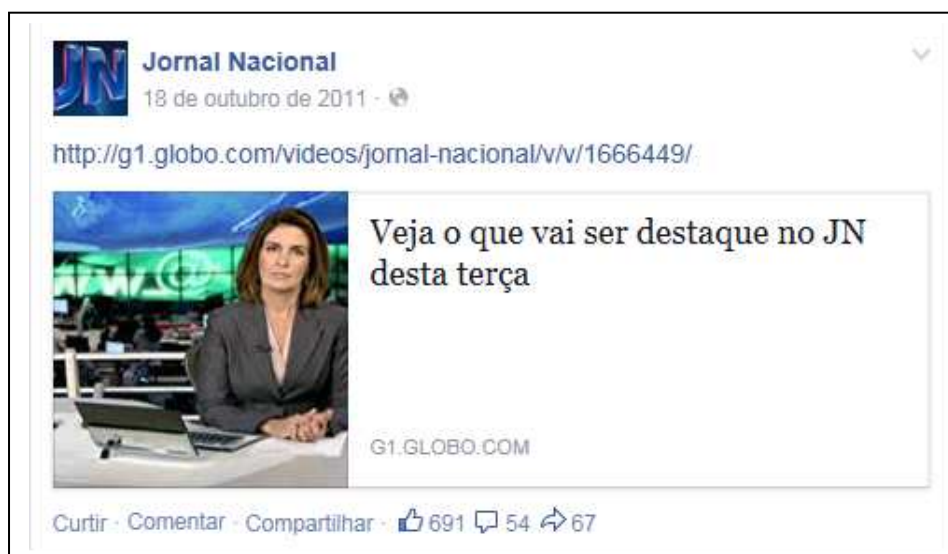 JN
Jornal Nacional
18 de outubro de 2011 ·
http://g1.globo.com/videos/jornal-nacional/v/v/1666449/
Veja o que vai ser destaque no JN
desta terça
G1.GLOBO.COM
Curtir · Comentar · Compartilhar · 691 54 67